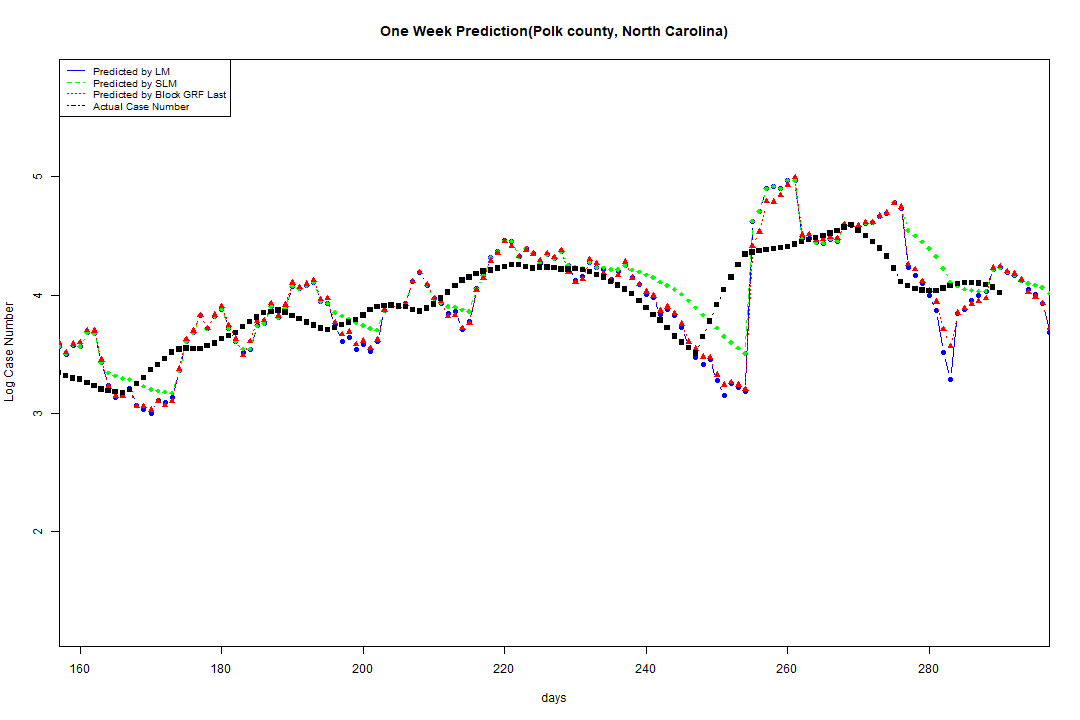 One Week Prediction(Polk county, North Carolina)
Predicted by LM
Predicted by SLM
Predicted by Block GRF Last
Actual Case Number
5
4
3
2
Log Case Number
160 180 200 220 240 260 280
days